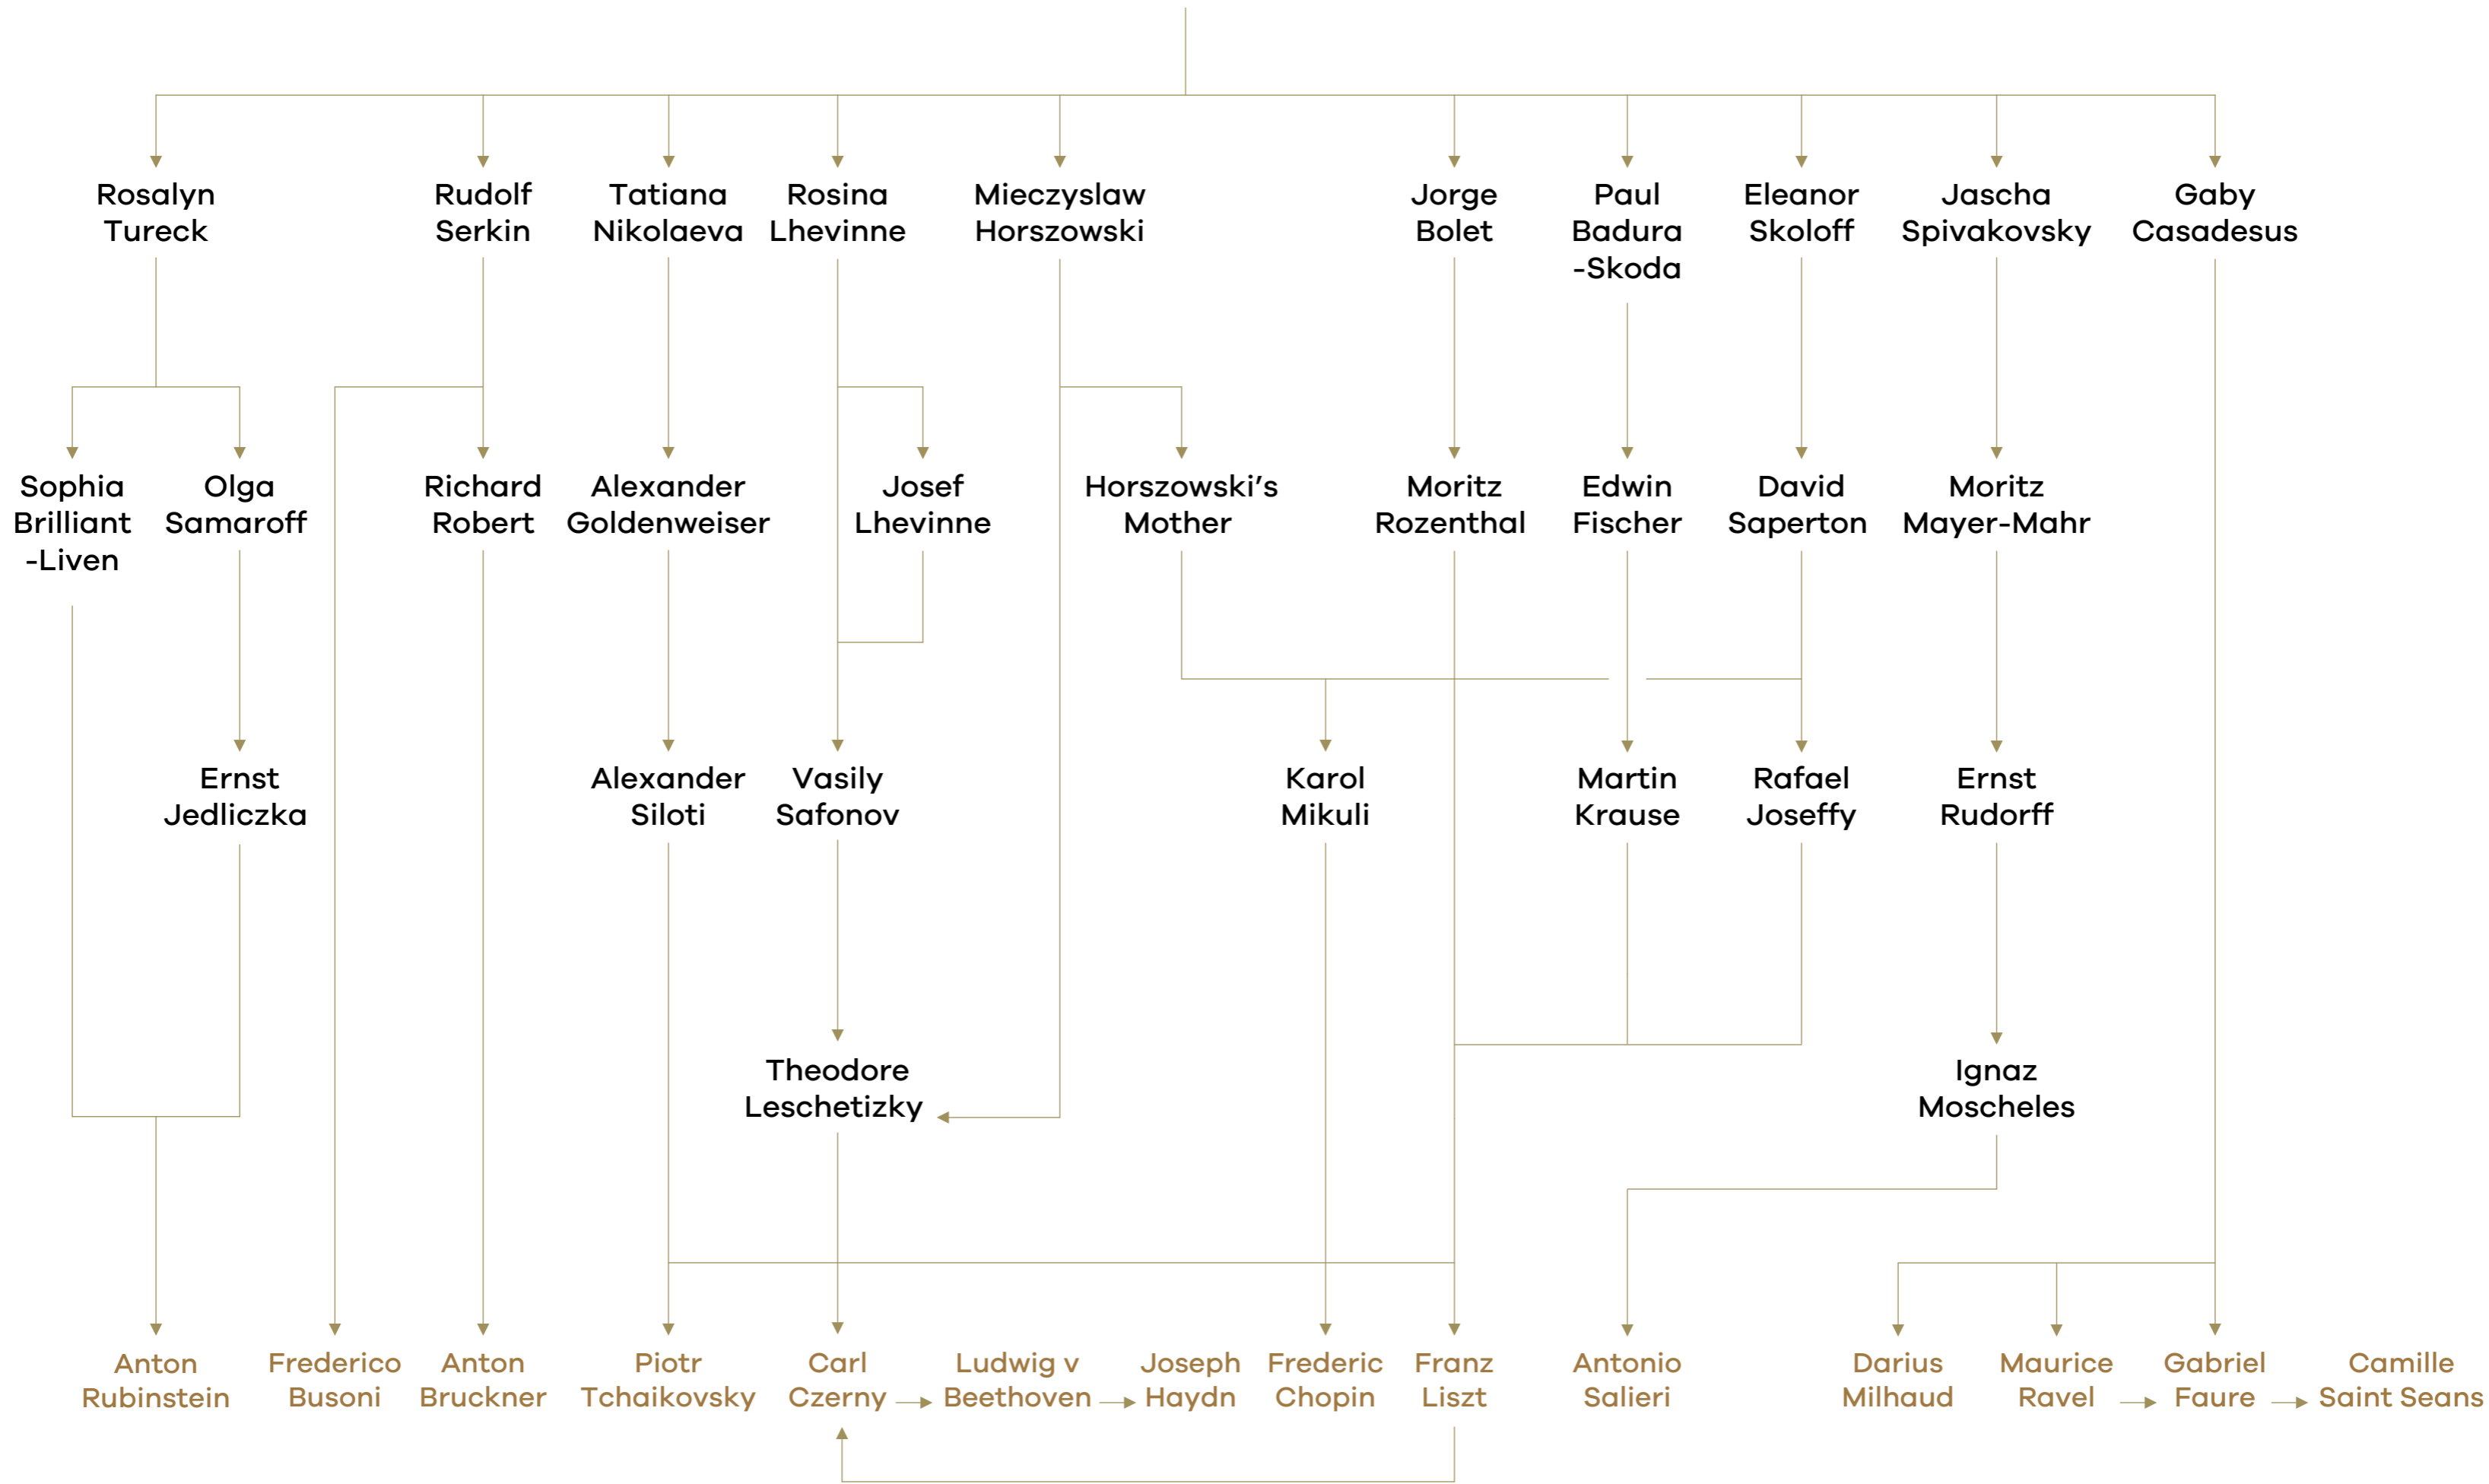 Rosalyn
Tureck
Rudolf
Serkin
Tatiana
Nikolaeva
Rosina
Lhevinne
Mieczyslaw
Horszowski
Jorge
Bolet
Paul
Badura
-Skoda
Eleanor
Skoloff
Jascha
Spivakovsky
Gaby
Casadesus
Sophia
Brilliant
-Liven
Olga
Samaroff
Richard
Robert
Alexander
Goldenweiser
Josef
Lhevinne
Horszowski's
Mother
Moritz
Rozenthal
Edwin
Fischer
David
Saperton
Moritz
Mayer-Mahr
Ernst
Jedliczka
Alexander
Siloti
Vasily
Safonov
Karol
Mikuli
Martin
Krause
Rafael
Joseffy
Ernst
Rudorff
Theodore
Leschetizky
Ignaz
Moscheles
Anton
Rubinstein
Frederico
Busoni
Anton
Bruckner
Piotr
Tchaikovsky
Carl
Czerny
Ludwig v
Beethoven
Joseph
Haydn
Frederic
Chopin
Franz
Liszt
Antonio
Salieri
Darius
Milhaud
Maurice
Ravel
Gabriel
Faure
Camille
Saint Seans